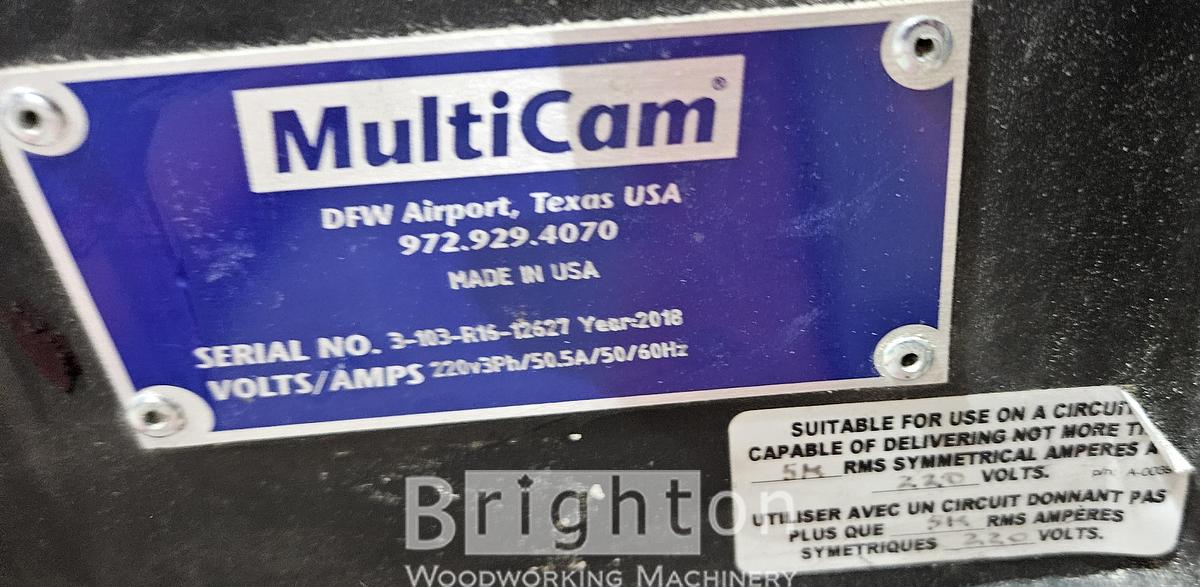 MultiCam®
DFW Airport, Texas USA
972.929.4070
MADE IN USA
SERIAL NO. 3-103-R16-12627 Year=2018
VOLTS/AMPS 220v3Ph/50.5A/50/60Hz
SUITABLE FOR USE ON A CIRCUIT
CAPABLE OF DELIVERING NOT MORE
5K RMS SYMMETRICAL AMPERES
220 VOLTS.
UTILISER AVEC UN CIRCUIT DONNANT PAS
PLUS QUE 5K RMS AMPÈRES
SYMETRIQUES 220 VOLTS.
Brighton
WOODWORKING MACHINERY